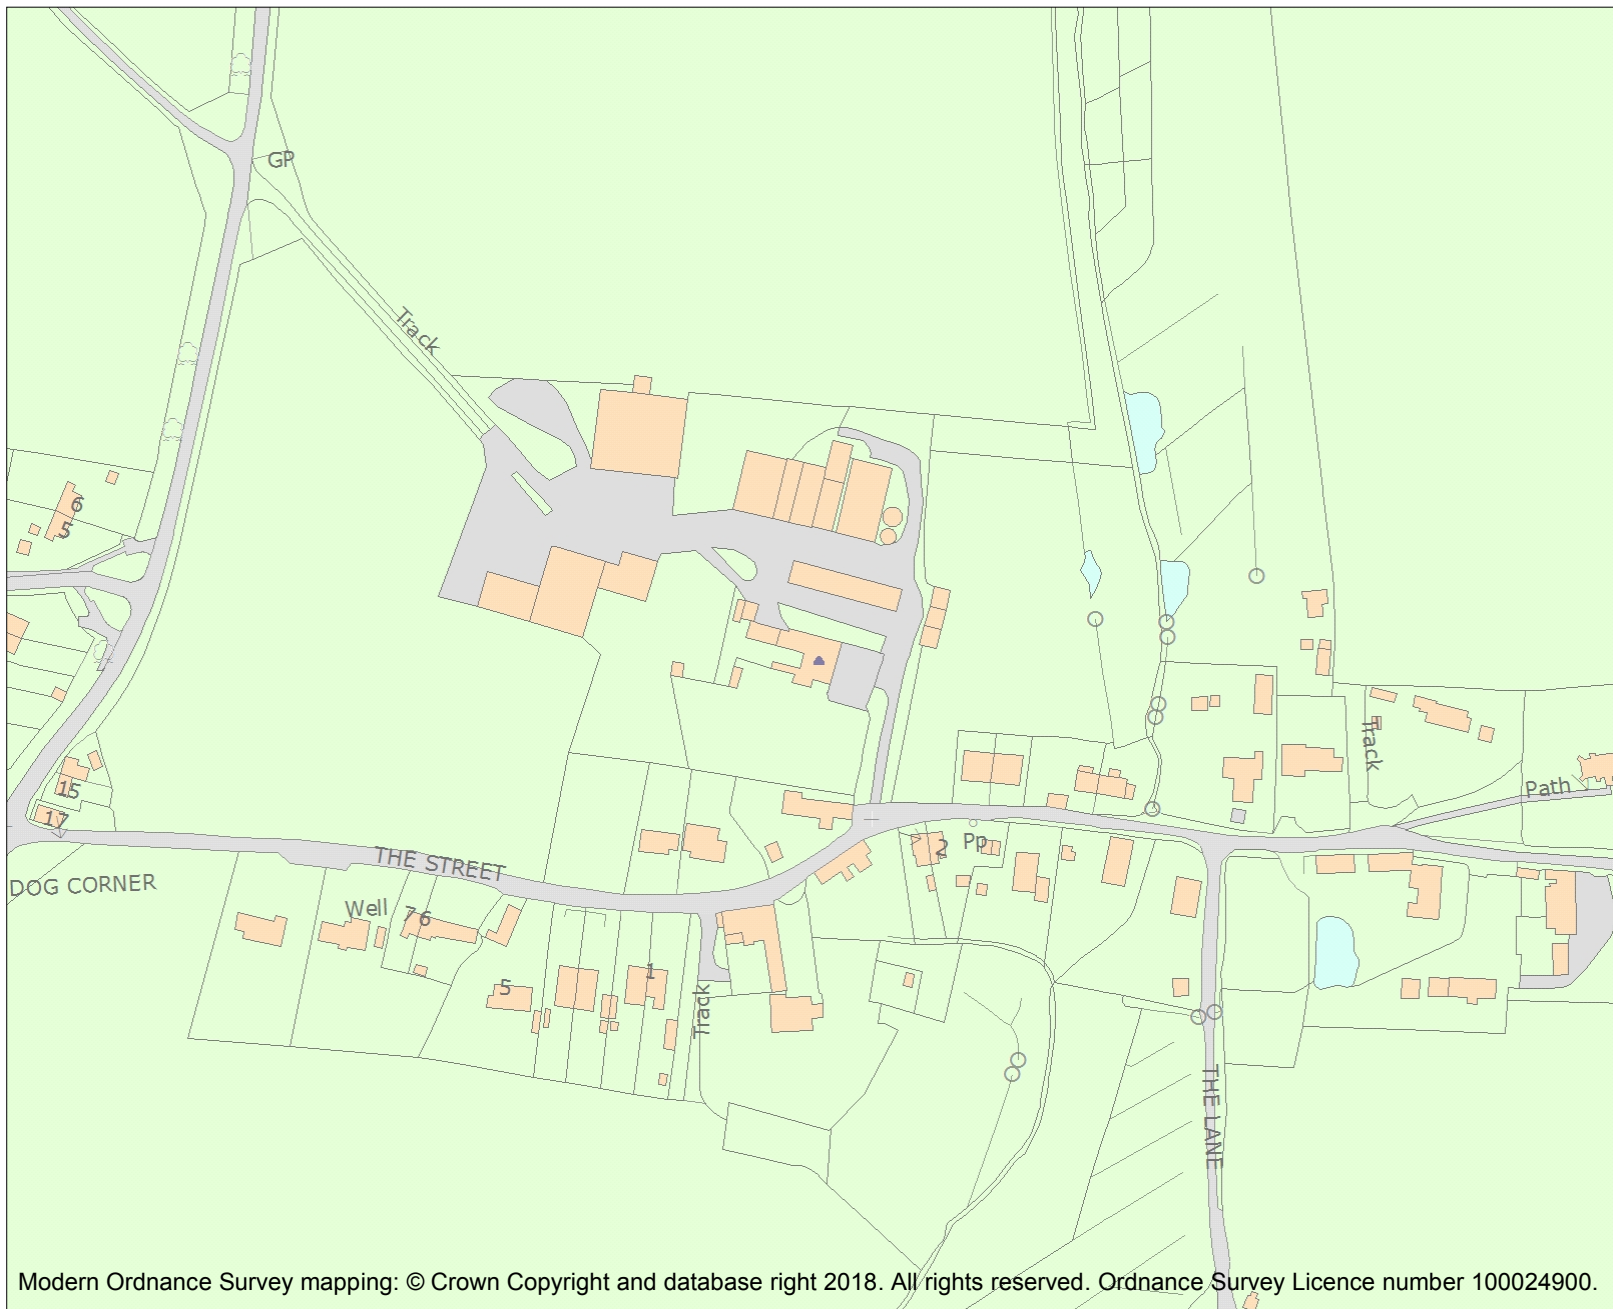 GP
Track
6
5
15
17
THE STREET
DOG CORNER
Well
7 6
5
1
Track
2
Pp
Track
Path
THE LANE
Modern Ordnance Survey mapping: © Crown Copyright and database right 2018. All rights reserved. Ordnance Survey Licence number 100024900.